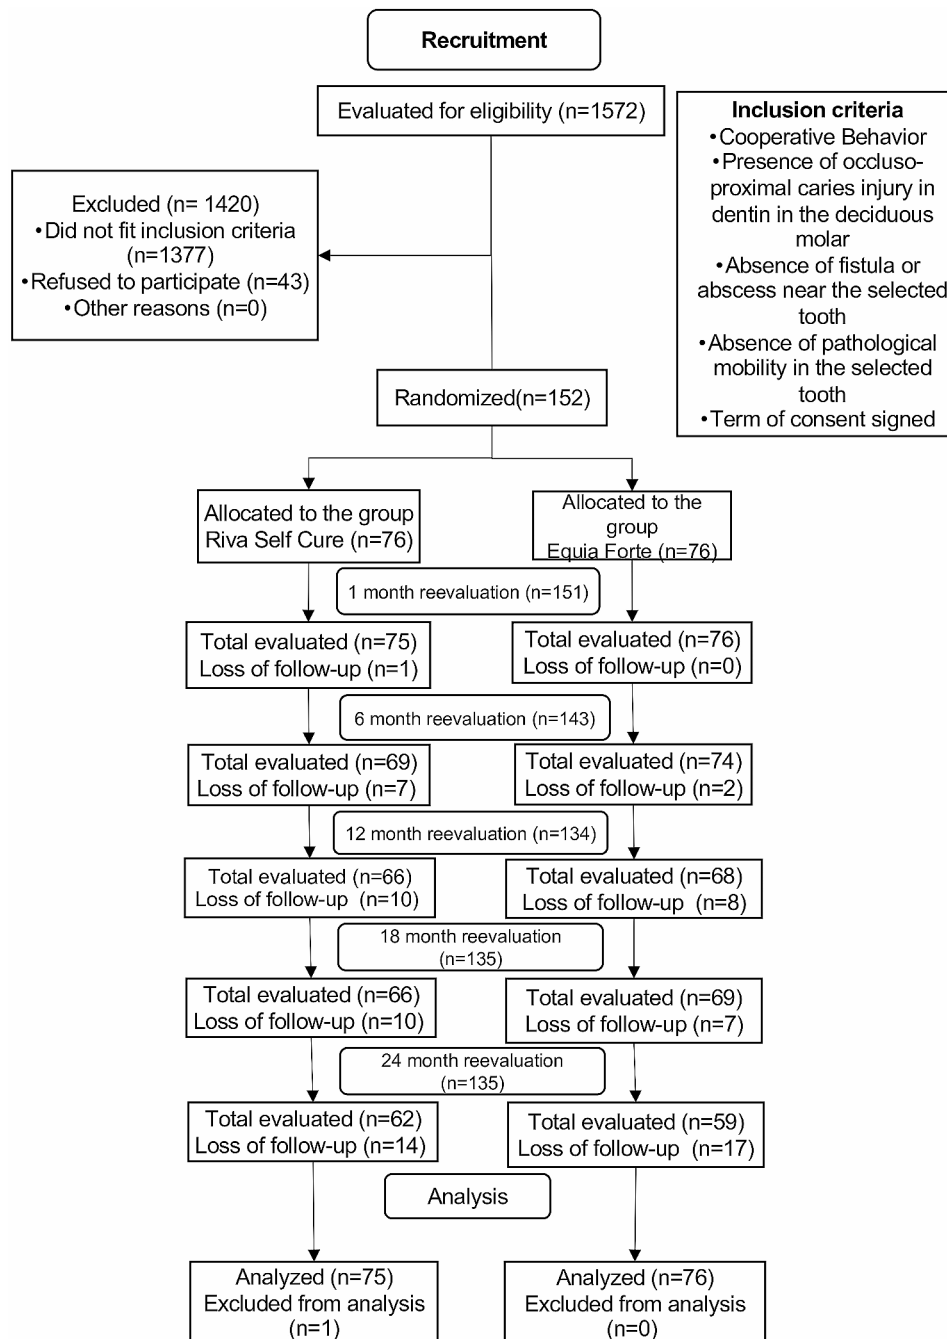 Recruitment
Evaluated for eligibility (n=1572)
Inclusion criteria
•Cooperative Behavior
•Presence of occluso-
proximal caries injury in
dentin in the deciduous
molar
•Absence of fistula or
abscess near the selected
tooth
•Absence of pathological
mobility in the selected
tooth
•Term of consent signed
Excluded (n= 1420)
•Did not fit inclusion criteria
(n=1377)
•Refused to participate (n=43)
•Other reasons (n=0)
Randomized(n=152)
Allocated to the group
Riva Self Cure (n=76)
Allocated to the
group
Equia Forte (n=76)
1 month reevaluation (n=151)
Total evaluated (n=75)
Loss of follow-up (n=1)
Total evaluated (n=76)
Loss of follow-up (n=0)
6 month reevaluation (n=143)
Total evaluated (n=69)
Loss of follow-up (n=7)
Total evaluated (n=74)
Loss of follow-up (n=2)
12 month reevaluation (n=134)
Total evaluated (n=66)
Loss of follow-up (n=10)
Total evaluated (n=68)
Loss of follow-up (n=8)
18 month reevaluation
(n=135)
Total evaluated (n=66)
Loss of follow-up (n=10)
Total evaluated (n=69)
Loss of follow-up (n=7)
24 month reevaluation
(n=135)
Total evaluated (n=62)
Loss of follow-up (n=14)
Total evaluated (n=59)
Loss of follow-up (n=17)
Analysis
Analyzed (n=75)
Excluded from analysis
(n=1)
Analyzed (n=76)
Excluded from analysis
(n=0)